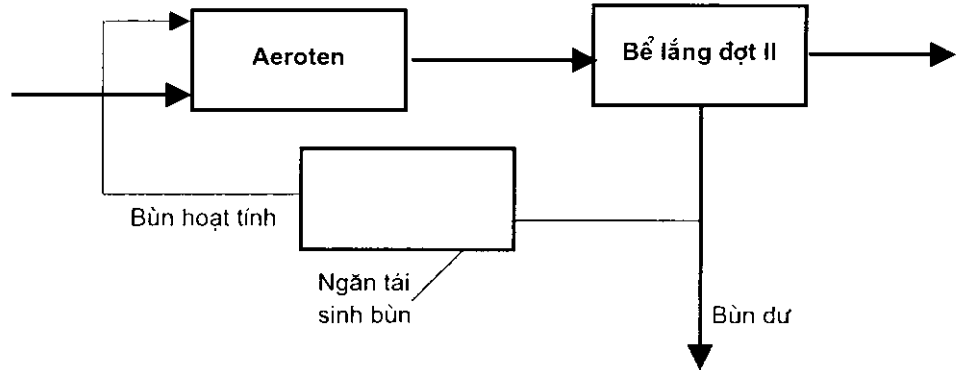 Aeroten
Bể lắng đợt II
Bùn hoạt tính
Ngăn tái
sinh bùn
Bùn dư